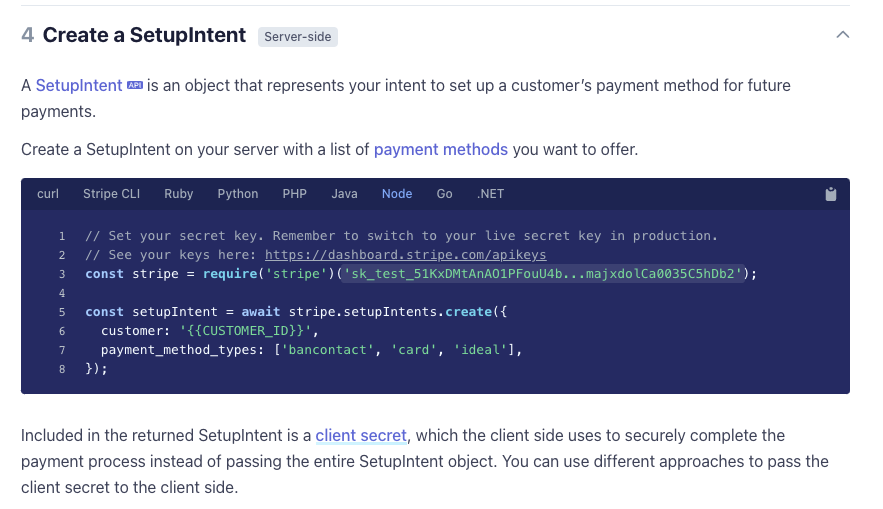 4 Create a SetupIntent Server-side
A SetupIntent API is an object that represents your intent to set up a customer’s payment method for future
payments.
Create a SetupIntent on your server with a list of payment methods you want to offer.
curl Stripe CLI Ruby Python PHP Java Node Go .NET
1 // Set your secret key. Remember to switch to your live secret key in production.
2 // See your keys here: https://dashboard.stripe.com/apikeys
3 const stripe = require('stripe')('sk_test_51KxDMtAnAO1PFouU4b...majxdolCa0035C5hDb2');
4
5 const setupIntent = await stripe.setupIntents.create({
6   customer: '{{CUSTOMER_ID}}',
7   payment_method_types: ['bancontact', 'card', 'ideal'],
8 });
Included in the returned SetupIntent is a client secret, which the client side uses to securely complete the
payment process instead of passing the entire SetupIntent object. You can use different approaches to pass the
client secret to the client side.